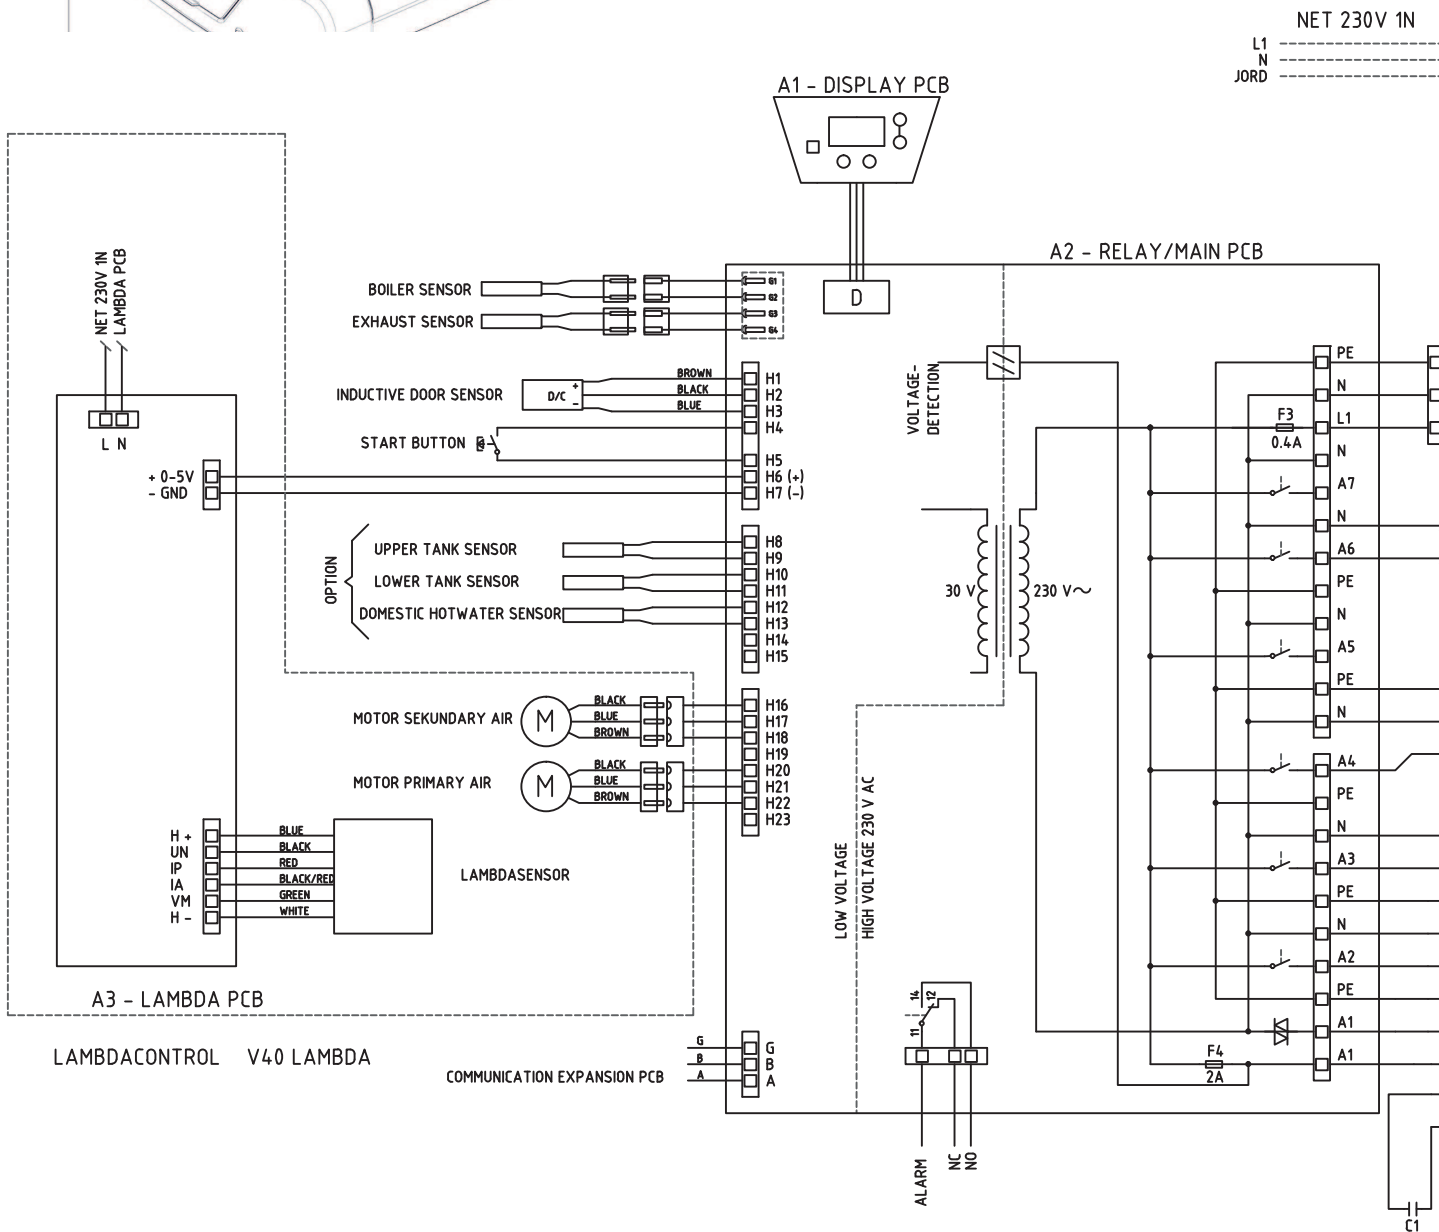 NET 230V 1N
L1
N
JORD
A1 - DISPLAY PCB
A2 - RELAY/MAIN PCB
NET 230V 1N
LAMBDA PCB
L N
+ 0-5V
- GND
BOILER SENSOR
EXHAUST SENSOR
G1
G2
G3
G4
D
INDUCTIVE DOOR SENSOR
D/C
+
-
BROWN
BLACK
BLUE
START BUTTON
E
H1
H2
H3
H4
H5
H6 (+)
H7 (-)
OPTION
UPPER TANK SENSOR
LOWER TANK SENSOR
DOMESTIC HOTWATER SENSOR
H8
H9
H10
H11
H12
H13
H14
H15
MOTOR SEKUNDARY AIR
M
BLACK
BLUE
BROWN
MOTOR PRIMARY AIR
M
BLACK
BLUE
BROWN
H16
H17
H18
H19
H20
H21
H22
H23
H +
UN
IP
IA
VM
H -
BLUE
BLACK
RED
BLACK/RED
GREEN
WHITE
LAMBDASENSOR
A3 - LAMBDA PCB
LAMBDACONTROL V40 LAMBDA
COMMUNICATION EXPANSION PCB
G
B
A
G
B
A
VOLTAGE-
DETECTION
30 V
230 V~
LOW VOLTAGE
HIGH VOLTAGE 230 V AC
14
12
11
ALARM
NC
NO
F3
0.4A
F4
2A
PE
N
L1
N
A7
N
A6
PE
N
A5
PE
N
A4
PE
N
A3
PE
N
A2
PE
A1
A1
C1